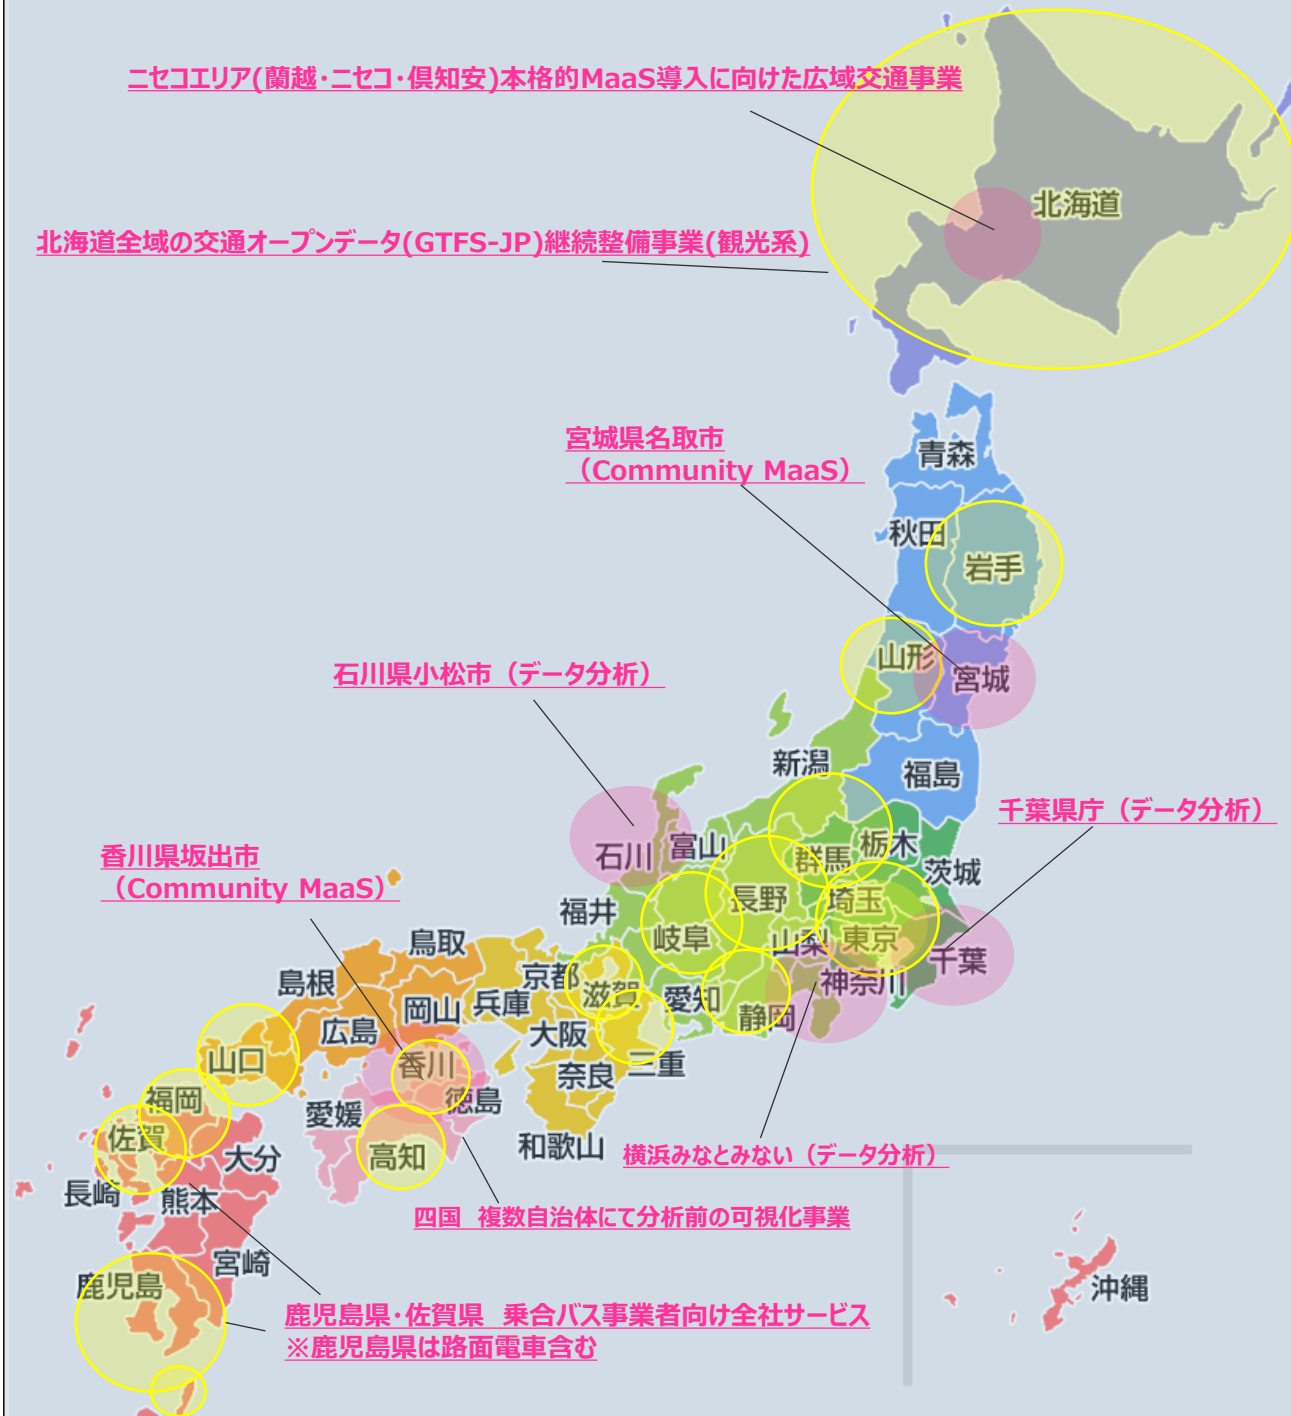 ニセコエリア(蘭越・ニセコ・倶知安)本格的MaaS導入に向けた広域交通事業
北海道
北海道全域の交通オープンデータ(GTFS-JP)継続整備事業(観光系)
宮城県名取市
（Community MaaS）
青森
秋田
岩手
山形
宮城
石川県小松市（データ分析）
新潟
福島
千葉県庁（データ分析）
香川県坂出市
（Community MaaS）
石川
富山
群馬
栃木
茨城
長野
埼玉
福井
岐阜
山梨
東京
千葉
鳥取
島根
京都
滋賀
愛知
静岡
神奈川
岡山
兵庫
広島
大阪
三重
山口
香川
奈良
福岡
愛媛
徳島
佐賀
大分
高知
和歌山
横浜みなとみない（データ分析）
長崎
熊本
四国　複数自治体にて分析前の可視化事業
宮崎
鹿児島
沖縄
鹿児島県・佐賀県　乗合バス事業者向け全社サービス
※鹿児島県は路面電車含む